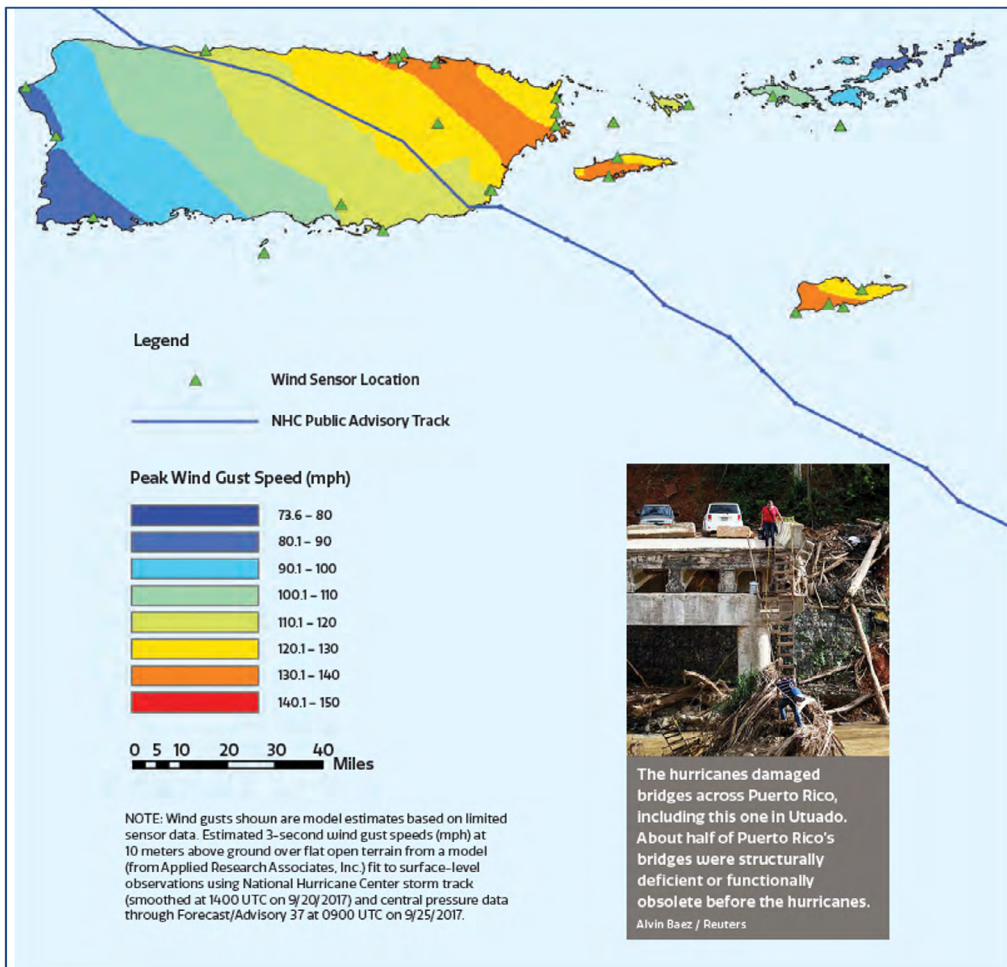 Legend
Wind Sensor Location
NHC Public Advisory Track
Peak Wind Gust Speed (mph)
73.6 – 80
80.1 – 90
90.1 – 100
100.1 – 110
110.1 – 120
120.1 – 130
130.1 – 140
140.1 – 150
0 5 10 20 30 40
Miles
NOTE: Wind gusts shown are model estimates based on limited
sensor data. Estimated 3-second wind gust speeds (mph) at
10 meters above ground over flat open terrain from a model
(from Applied Research Associates, Inc.) fit to surface-level
observations using National Hurricane Center storm track
(smoothed at 1400 UTC on 9/20/2017) and central pressure data
through Forecast/Advisory 37 at 0900 UTC on 9/25/2017.
The hurricanes damaged
bridges across Puerto Rico,
including this one in Utuado.
About half of Puerto Rico's
bridges were structurally
deficient or functionally
obsolete before the hurricanes.
Alvin Baez / Reuters